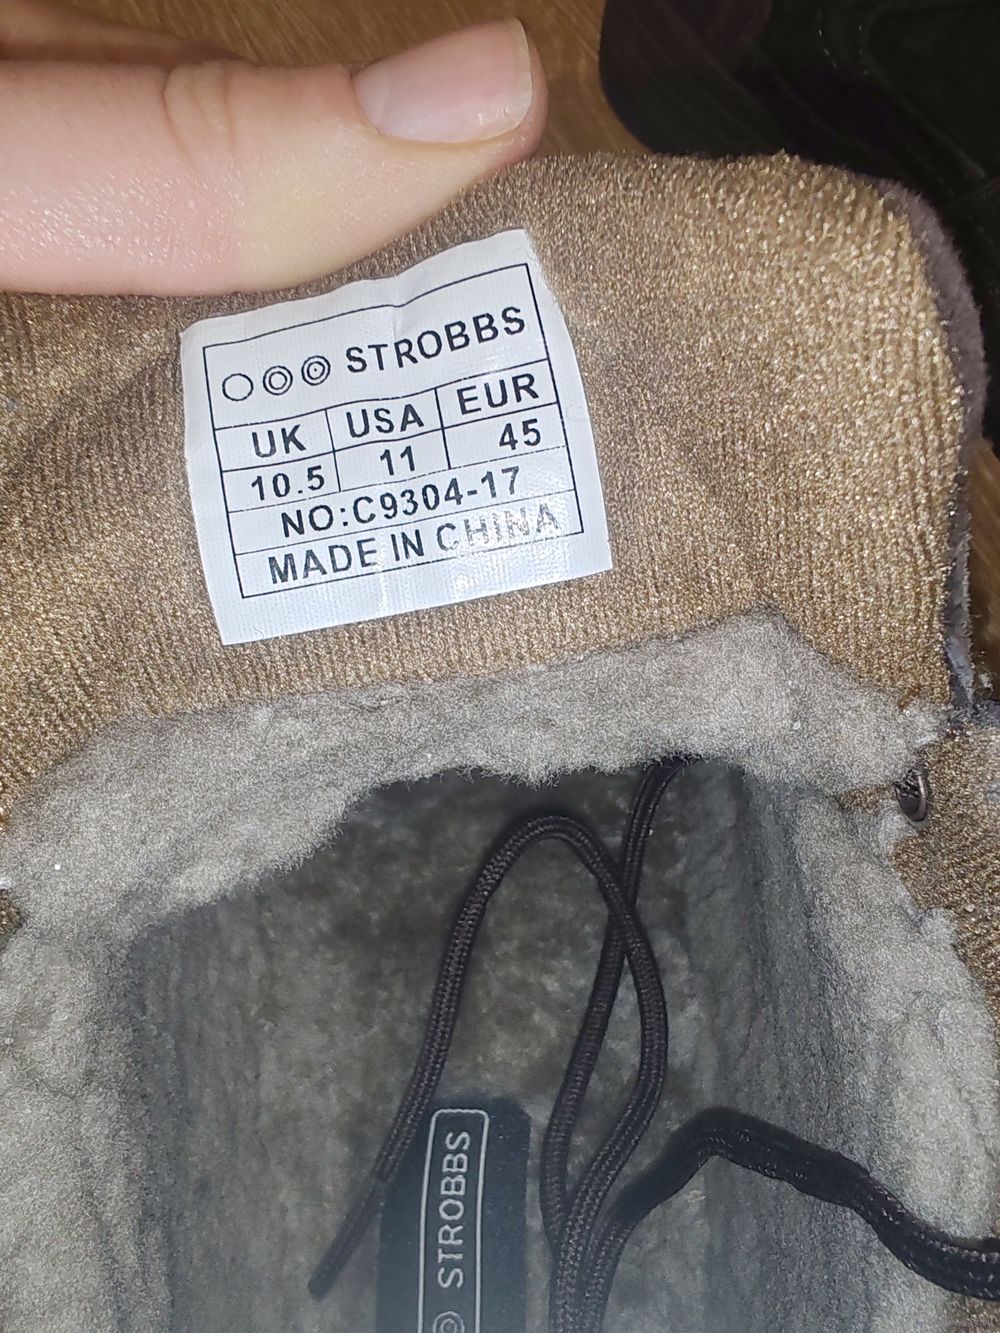 STROBBS
UK USA EUR
10.5 11 45
NO:C9304-17
MADE IN CHINA
STROBBS